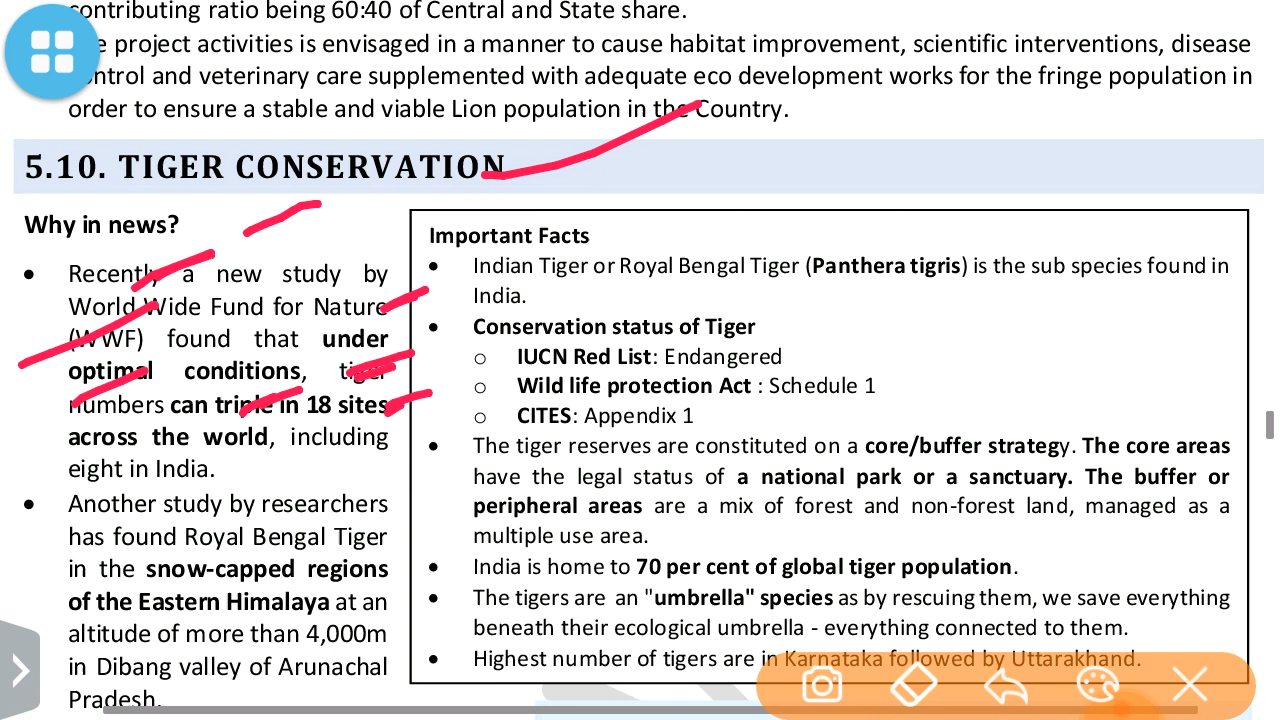 contributing ratio being 60:40 of Central and State share.
project activities is envisaged in a manner to cause habitat improvement, scientific interventions, disease
control and veterinary care supplemented with adequate eco development works for the fringe population in
order to ensure a stable and viable Lion population in the Country.
5.10. TIGER CONSERVATION
Why in news?
• Recently a new study by
World Wide Fund for Nature
(WWF) found that under
optimal conditions, tiger
numbers can triple in 18 sites
across the world, including
eight in India.
• Another study by researchers
has found Royal Bengal Tiger
in the snow-capped regions
of the Eastern Himalaya at an
altitude of more than 4,000m
in Dibang valley of Arunachal
Pradesh.
Important Facts
• Indian Tiger or Royal Bengal Tiger (Panthera tigris) is the sub species found in
India.
• Conservation status of Tiger
o IUCN Red List: Endangered
o Wild life protection Act : Schedule 1
o CITES: Appendix 1
• The tiger reserves are constituted on a core/buffer strategy. The core areas
have the legal status of a national park or a sanctuary. The buffer or
peripheral areas are a mix of forest and non-forest land, managed as a
multiple use area.
• India is home to 70 per cent of global tiger population.
• The tigers are an "umbrella" species as by rescuing them, we save everything
beneath their ecological umbrella - everything connected to them.
• Highest number of tigers are in Karnataka followed by Uttarakhand.